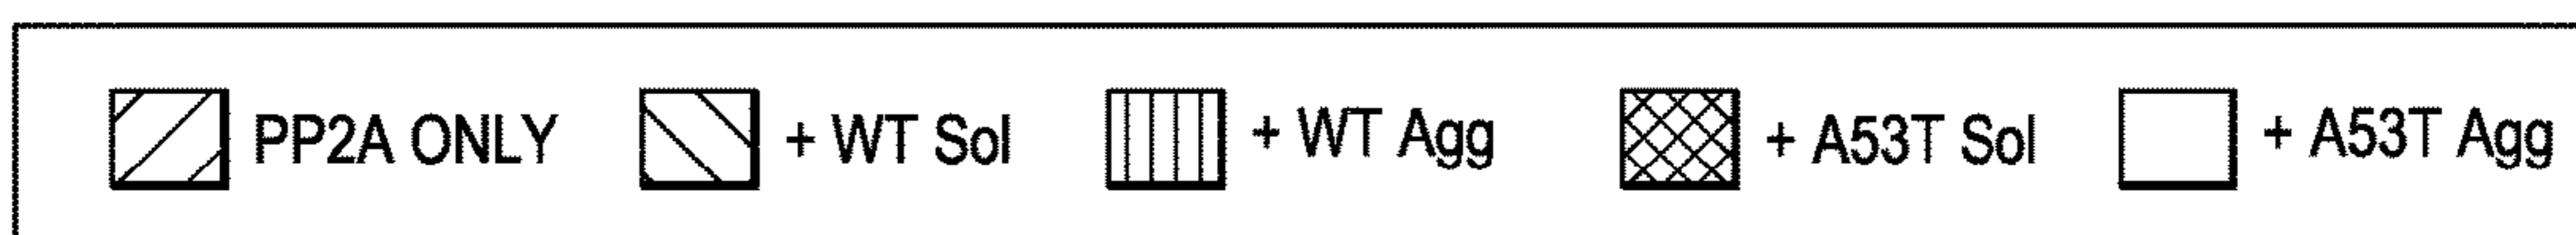 PP2A ONLY + WT Sol + WT Agg + A53T Sol + A53T Agg